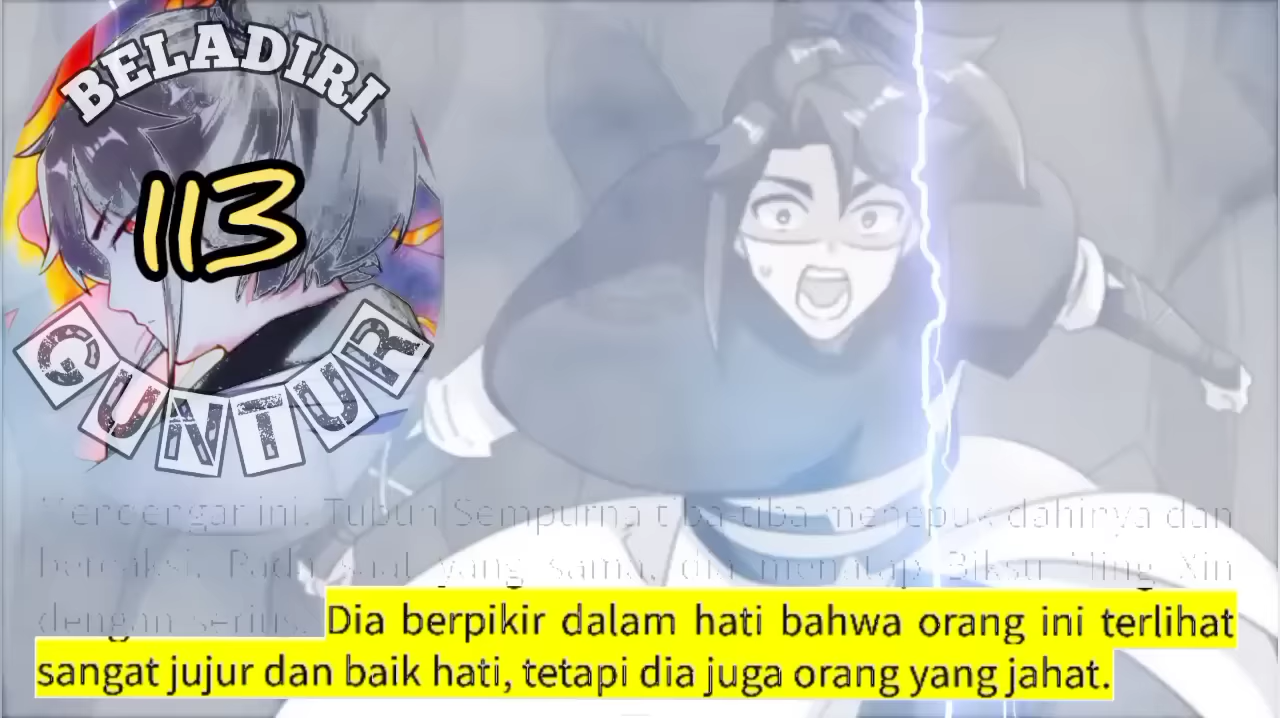 BELADIRI
113
GUNTUR
Mendengar ini, Tubuh Sempurna tiba-tiba menepuk dahinya dan
bereaksi. Pada saat yang sama, dia menatap Biksu Xin
dengan serius. Dia berpikir dalam hati bahwa orang ini terlihat
sangat jujur dan baik hati, tetapi dia juga orang yang jahat.